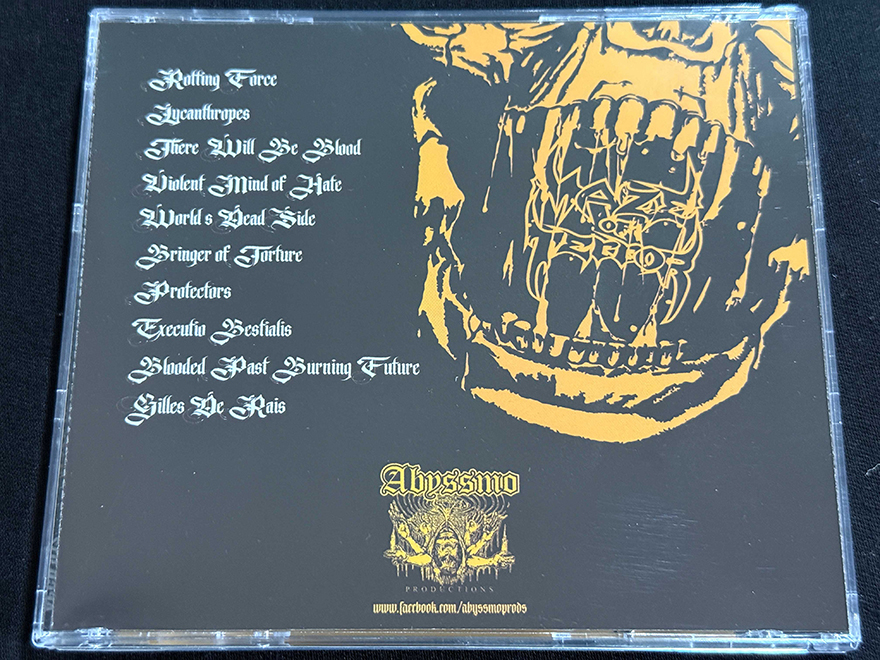 Rotting Force
Lycanthropes
There Will Be Blood
Violent Mind of Hate
World s Dead Side
Bringer of Torture
Protectors
Executio Bestialis
Blooded Past Burning Future
Gilles De Rais
Abyssmo
PRODUCTIONS
www.facebook.com/abyssmoprods